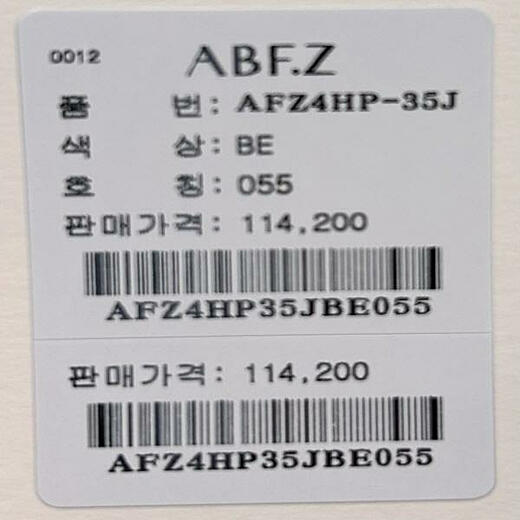 0012 ABF.Z
품 번: AFZ4HP-35J
색 상: BE
호 칭: 055
판매가격: 114,200
AFZ4HP35JBE055
판매가격: 114,200
AFZ4HP35JBE055